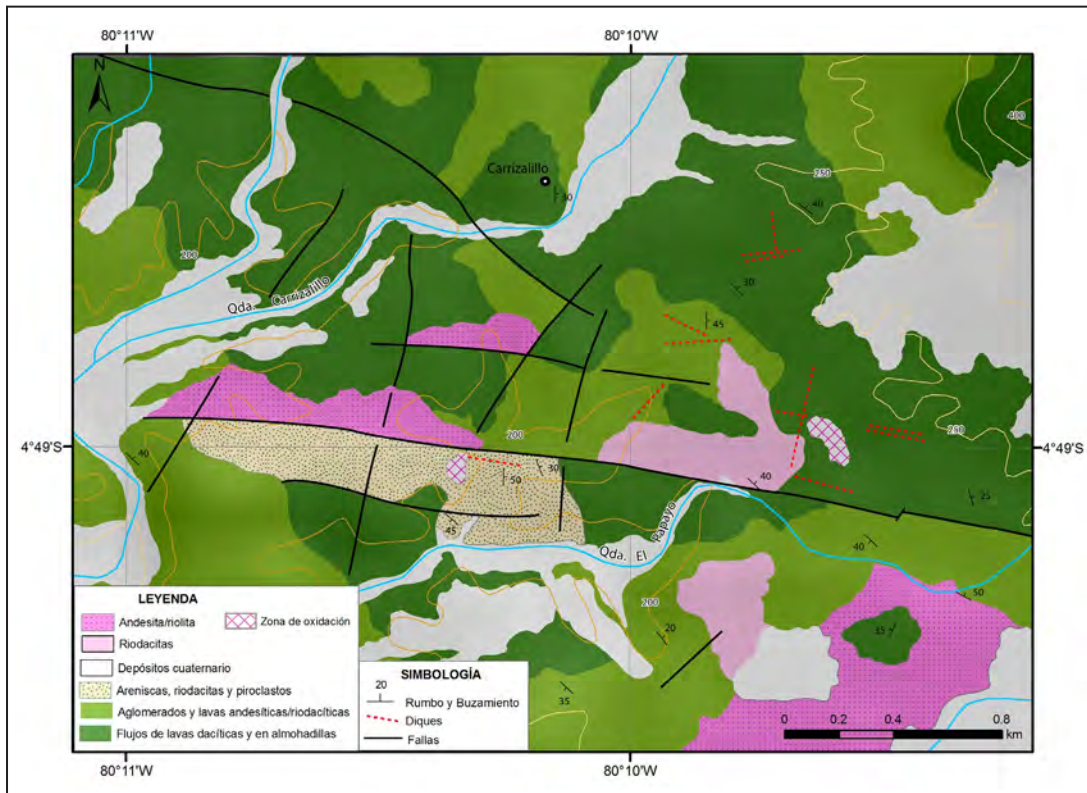 80°11'W 80°10'W
N
400
250
Carrizalillo
30
40
200
Qda. Carrizalillo
30
45
4°49'S 200 250 4°49'S
40
30
50
40
25
45
Qda. El Papayo
40
200
50
20
35
35
LEYENDA
Andesita/riolita Zona de oxidación
Riodacitas
Depósitos cuaternario
Areniscas, riodacitas y piroclastos
Aglomerados y lavas andesíticas/riodacíticas
Flujos de lavas dacíticas y en almohadillas
SIMBOLOGÍA
20
Rumbo y Buzamiento
Diques
Fallas
0 0.2 0.4 0.8
km
80°11'W 80°10'W